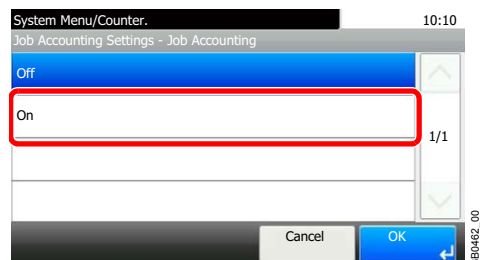 System Menu/Counter.
10:10
Job Accounting Settings - Job Accounting
Off
On
1/1
Cancel
OK
B0462_00